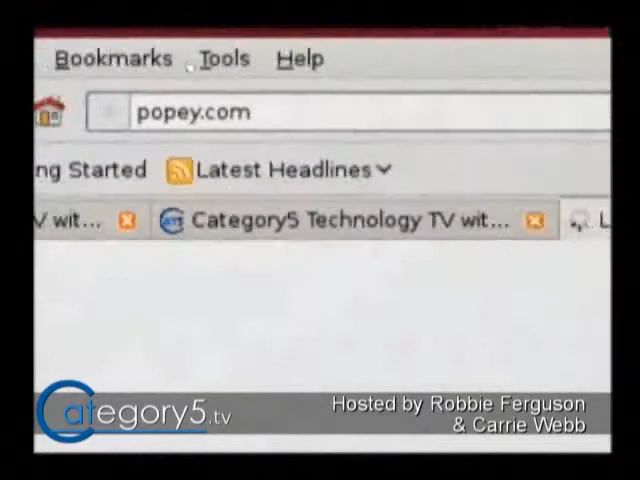 Bookmarks Tools Help
popey.com
ng Started Latest Headlines
V wit... Category5 Technology TV wit... L
Category5.tv
Hosted by Robbie Ferguson
& Carrie Webb